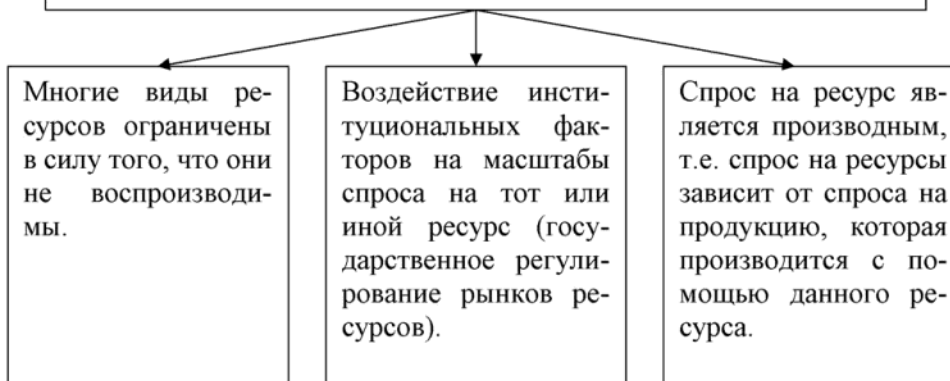 Многие виды ре-
сурсов ограничены
в силу того, что они
не воспроизводи-
мы.
Воздействие инсти-
туциональных фак-
торов на масштабы
спроса на тот или
иной ресурс (госу-
дарственное регули-
рование рынков ре-
сурсов).
Спрос на ресурс яв-
ляется производным,
т.е. спрос на ресурсы
зависит от спроса на
продукцию, которая
производится с по-
мощью данного ре-
сурса.